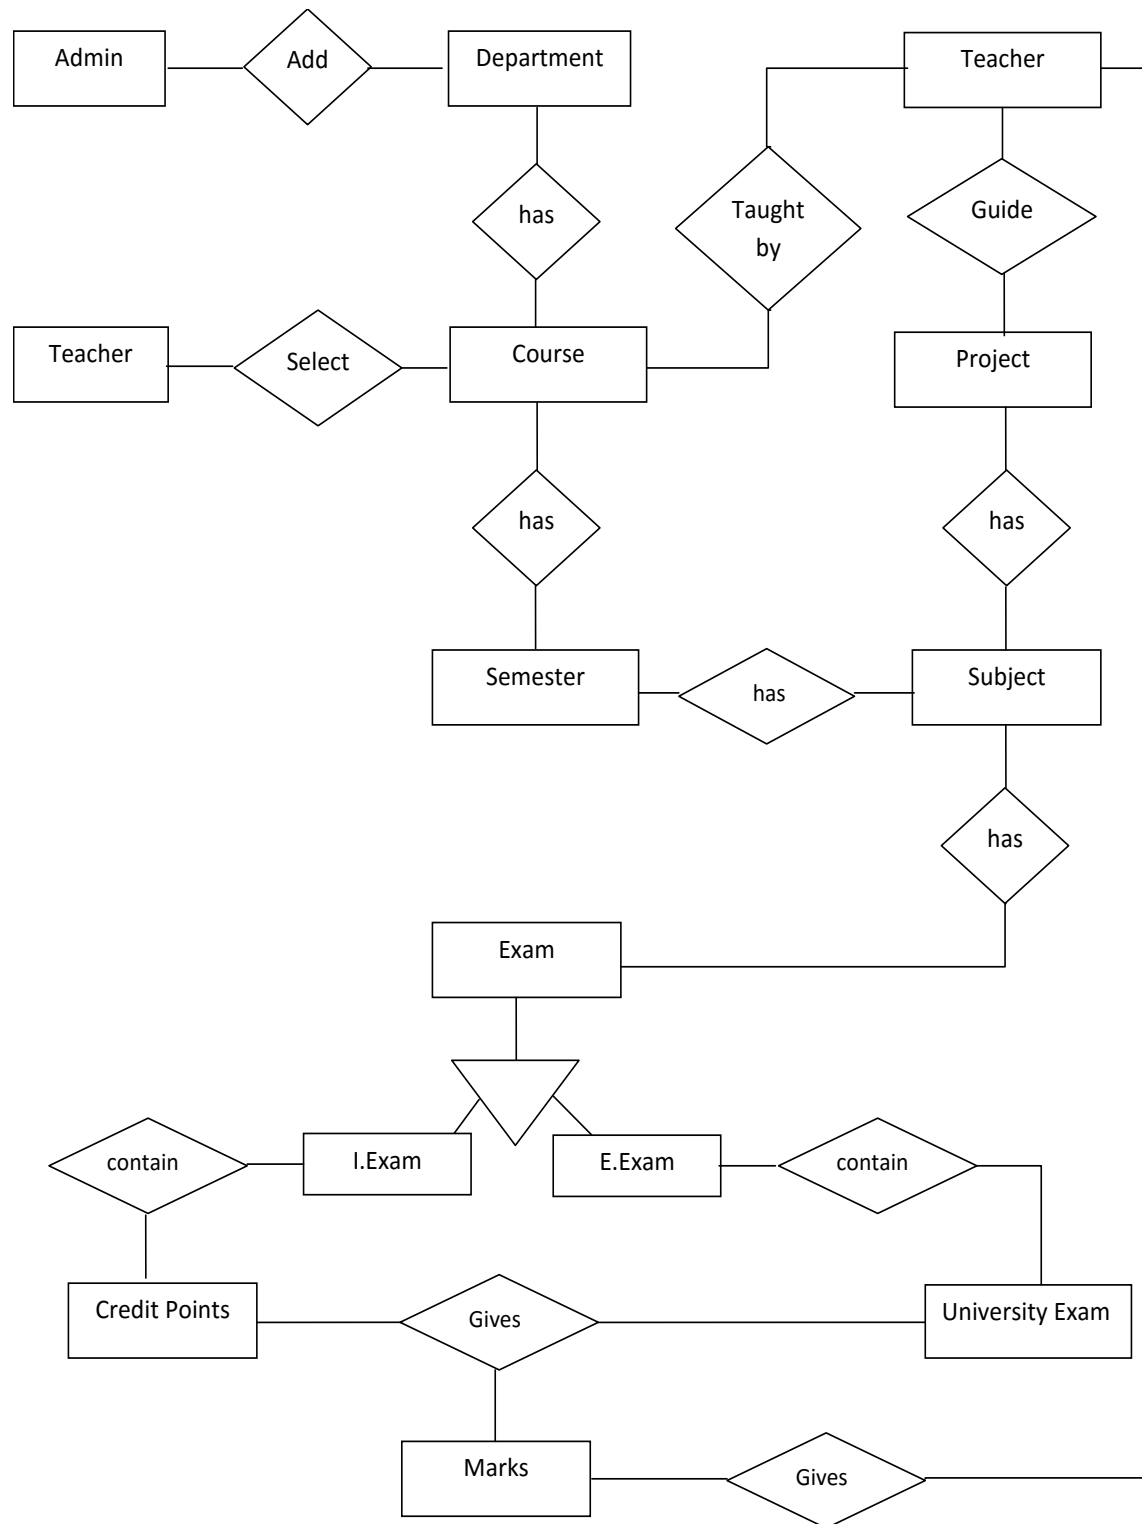 Admin
Add
Department
Teacher
has
Taught
by
Guide
Teacher
Select
Course
Project
has
has
Semester
has
Subject
has
Exam
contain
I.Exam
E.Exam
contain
Credit Points
Gives
University Exam
Marks
Gives